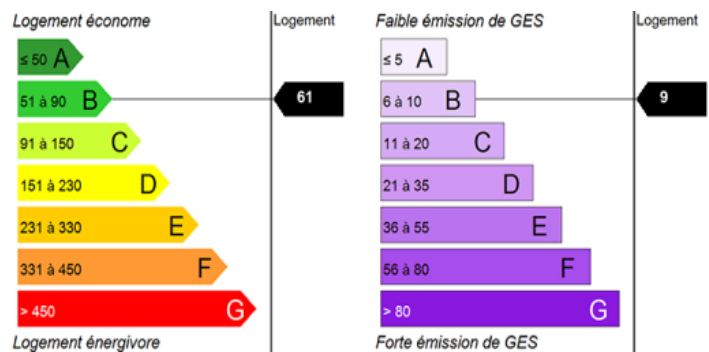 Logement économe
Logement
≤ 50 A
51 à 90 B
61
91 à 150 C
151 à 230 D
231 à 330 E
331 à 450 F
> 450 G
Logement énergivore
Faible émission de GES
Logement
≤ 5 A
6 à 10 B
9
11 à 20 C
21 à 35 D
36 à 55 E
56 à 80 F
> 80 G
Forte émission de GES